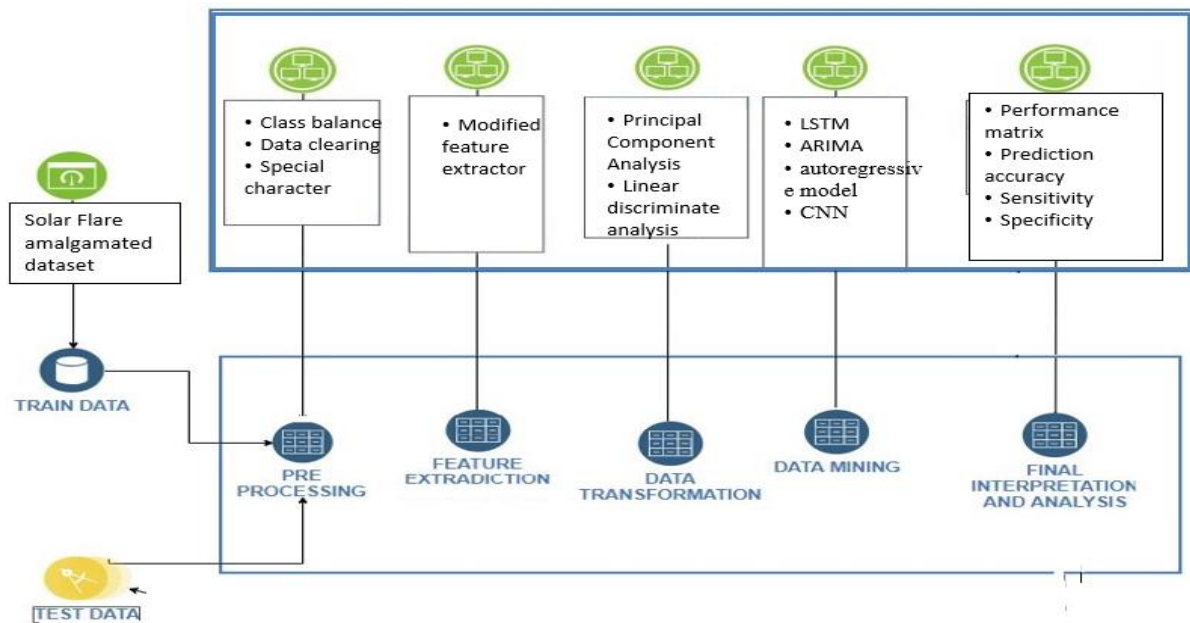 • Class balance
• Data clearing
• Special
character
• Modified
feature
extractor
• Principal
Component
Analysis
• Linear
discriminate
analysis
• LSTM
• ARIMA
• autoregressiv
e model
• CNN
• Performance
matrix
• Prediction
accuracy
• Sensitivity
• Specificity
Solar Flare
amalgamated
dataset
TRAIN DATA
PRE
PROCESSING
FEATURE
EXTRADICTION
DATA
TRANSFORMATION
DATA MINING
FINAL
INTERPRETATION
AND ANALYSIS
TEST DATA